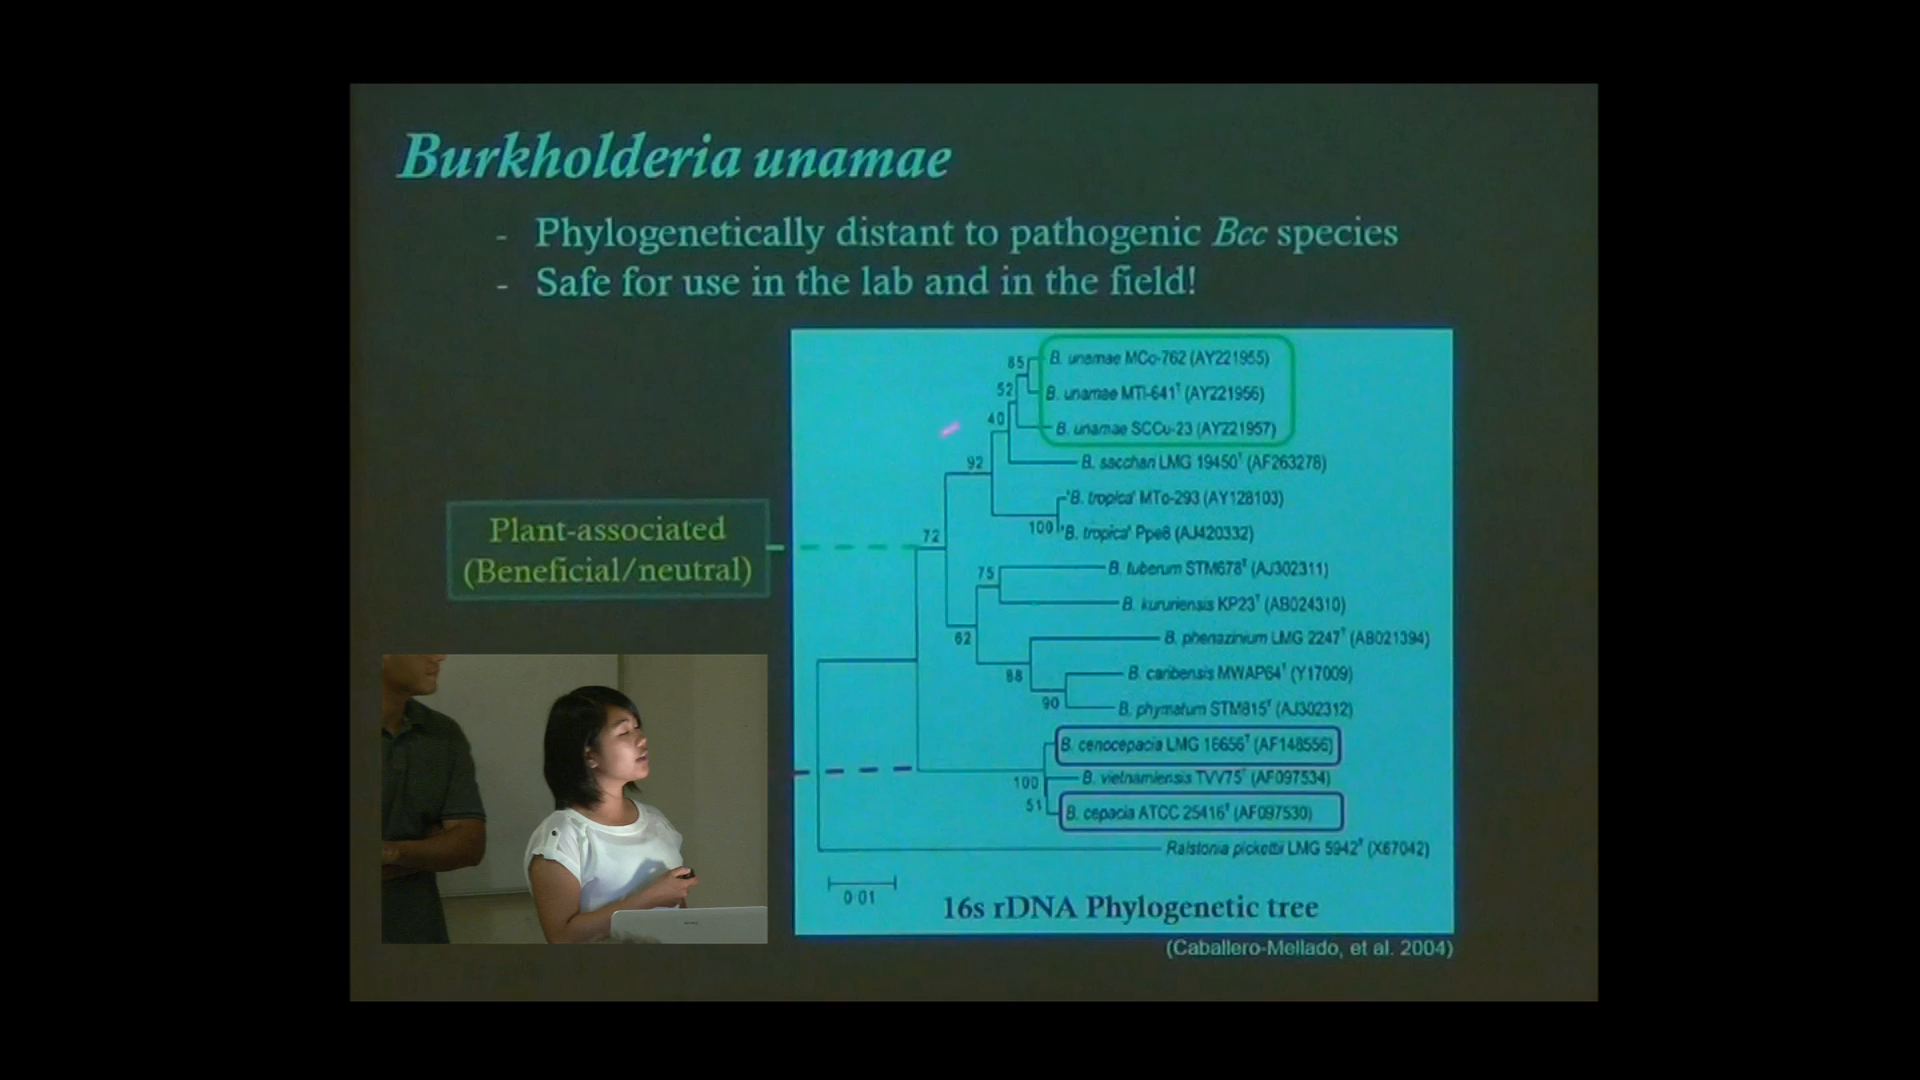 Burkholderia unamae
- Phylogenetically distant to pathogenic Bcc species
- Safe for use in the lab and in the field!
Plant-associated
(Beneficial/neutral)
85
B. unamae MCo-762 (AY221955)
52
B. unamae MTl-641ᵀ (AY221956)
40
B. unamae SCCu-23 (AY221957)
92
B. sacchari LMG 19450ᵀ (AF263278)
'B. tropica' MTo-293 (AY128103)
100
'B. tropica' Ppe8 (AJ420332)
72
75
B. tuberum STM678ᵀ (AJ302311)
B. kururiensis KP23ᵀ (AB024310)
62
B. phenazinium LMG 2247ᵀ (AB021394)
88
B. caribensis MWAP64ᵀ (Y17009)
90
B. phymatum STM815ᵀ (AJ302312)
B. cenocepacia LMG 16656ᵀ (AF148556)
100
B. vietnamiensis TVV75ᵀ (AF097534)
51
B. cepacia ATCC 25416ᵀ (AF097530)
Ralstonia pickettii LMG 5942ᵀ (X67042)
0.01
16s rDNA Phylogenetic tree
(Caballero-Mellado, et al. 2004)